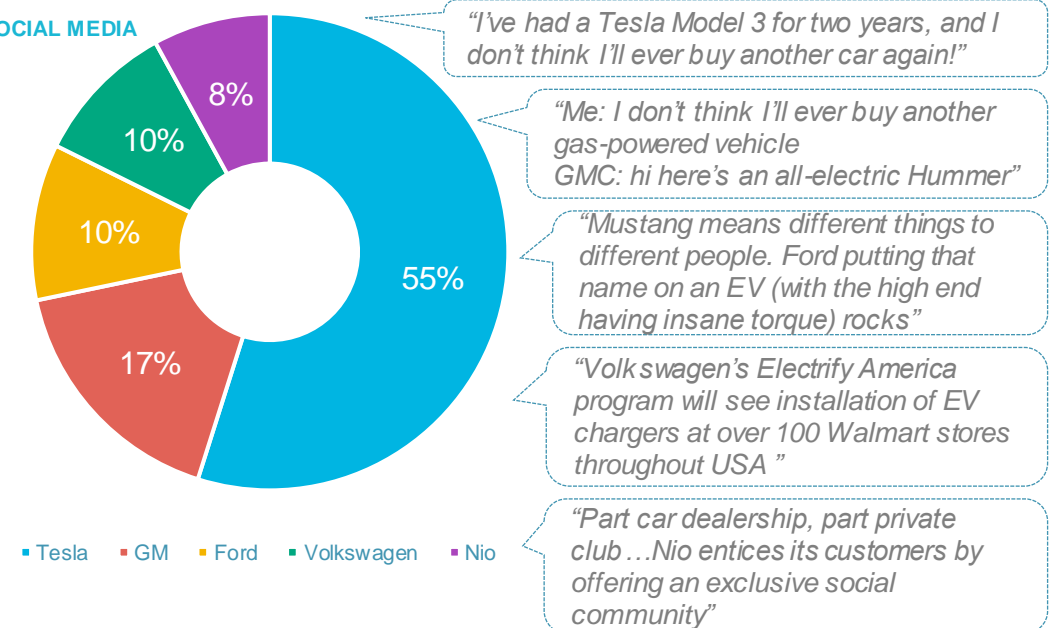 OCIAL MEDIA
8%
10%
10%
17%
55%
“I’ve had a Tesla Model 3 for two years, and I
don’t think I’ll ever buy another car again!”
“Me: I don’t think I’ll ever buy another
gas-powered vehicle
GMC: hi here’s an all-electric Hummer”
“Mustang means different things to
different people. Ford putting that
name on an EV (with the high end
having insane torque) rocks”
“Volkswagen’s Electrify America
program will see installation of EV
chargers at over 100 Walmart stores
throughout USA ”
“Part car dealership, part private
club…Nio entices its customers by
offering an exclusive social
community”
Tesla GM Ford Volkswagen Nio